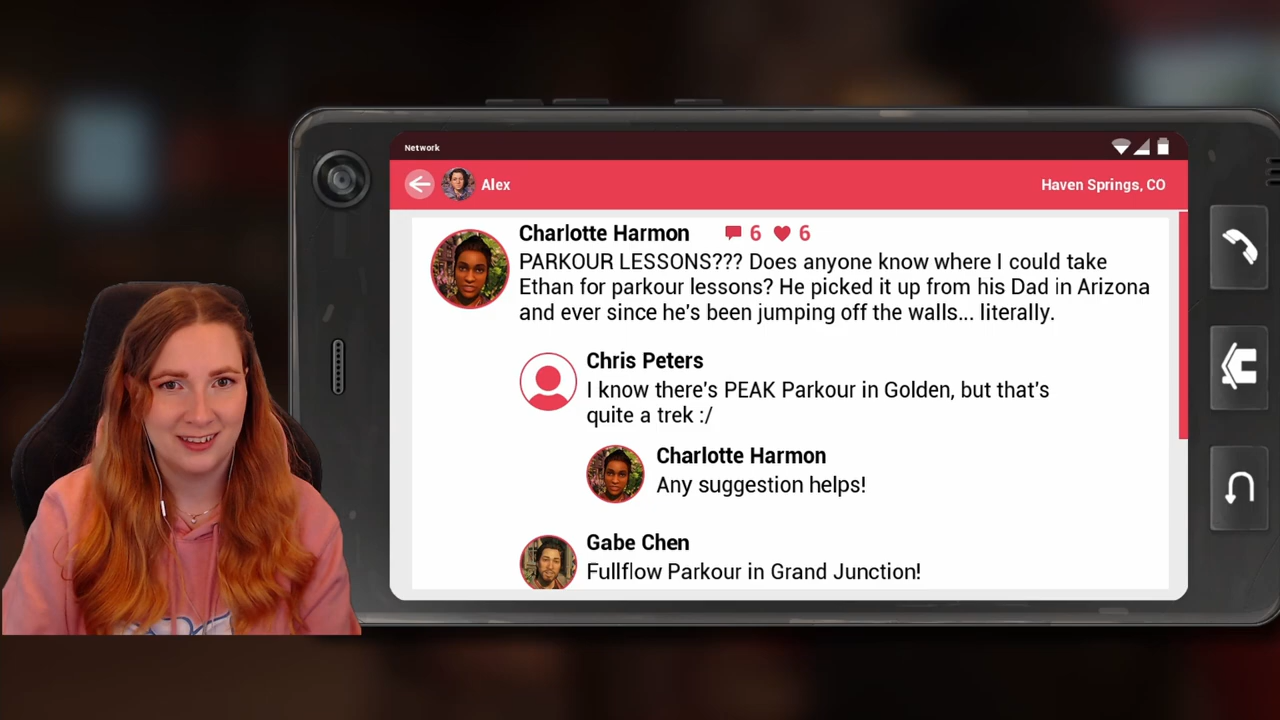 Network
Alex
Haven Springs, CO
Charlotte Harmon 6 6
PARKOUR LESSONS??? Does anyone know where I could take
Ethan for parkour lessons? He picked it up from his Dad in Arizona
and ever since he's been jumping off the walls... literally.
Chris Peters
I know there's PEAK Parkour in Golden, but that's
quite a trek :/
Charlotte Harmon
Any suggestion helps!
Gabe Chen
Fullflow Parkour in Grand Junction!